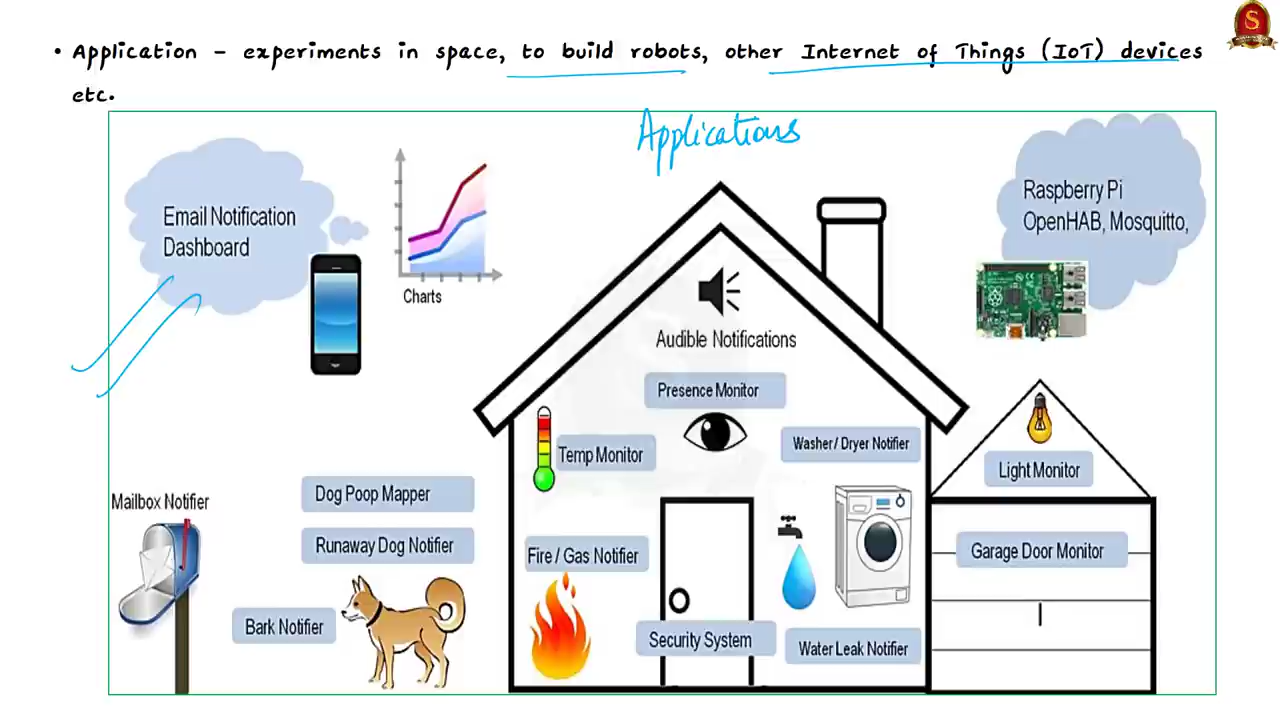 • Application – experiments in space, to build robots, other Internet of Things (IoT) devices
etc.
Applications
Email Notification
Dashboard
Charts
Raspberry Pi
OpenHAB, Mosquitto,
Audible Notifications
Presence Monitor
Temp Monitor
Washer/ Dryer Notifier
Light Monitor
Mailbox Notifier
Dog Poop Mapper
Runaway Dog Notifier
Fire / Gas Notifier
Garage Door Monitor
Bark Notifier
Security System
Water Leak Notifier
S